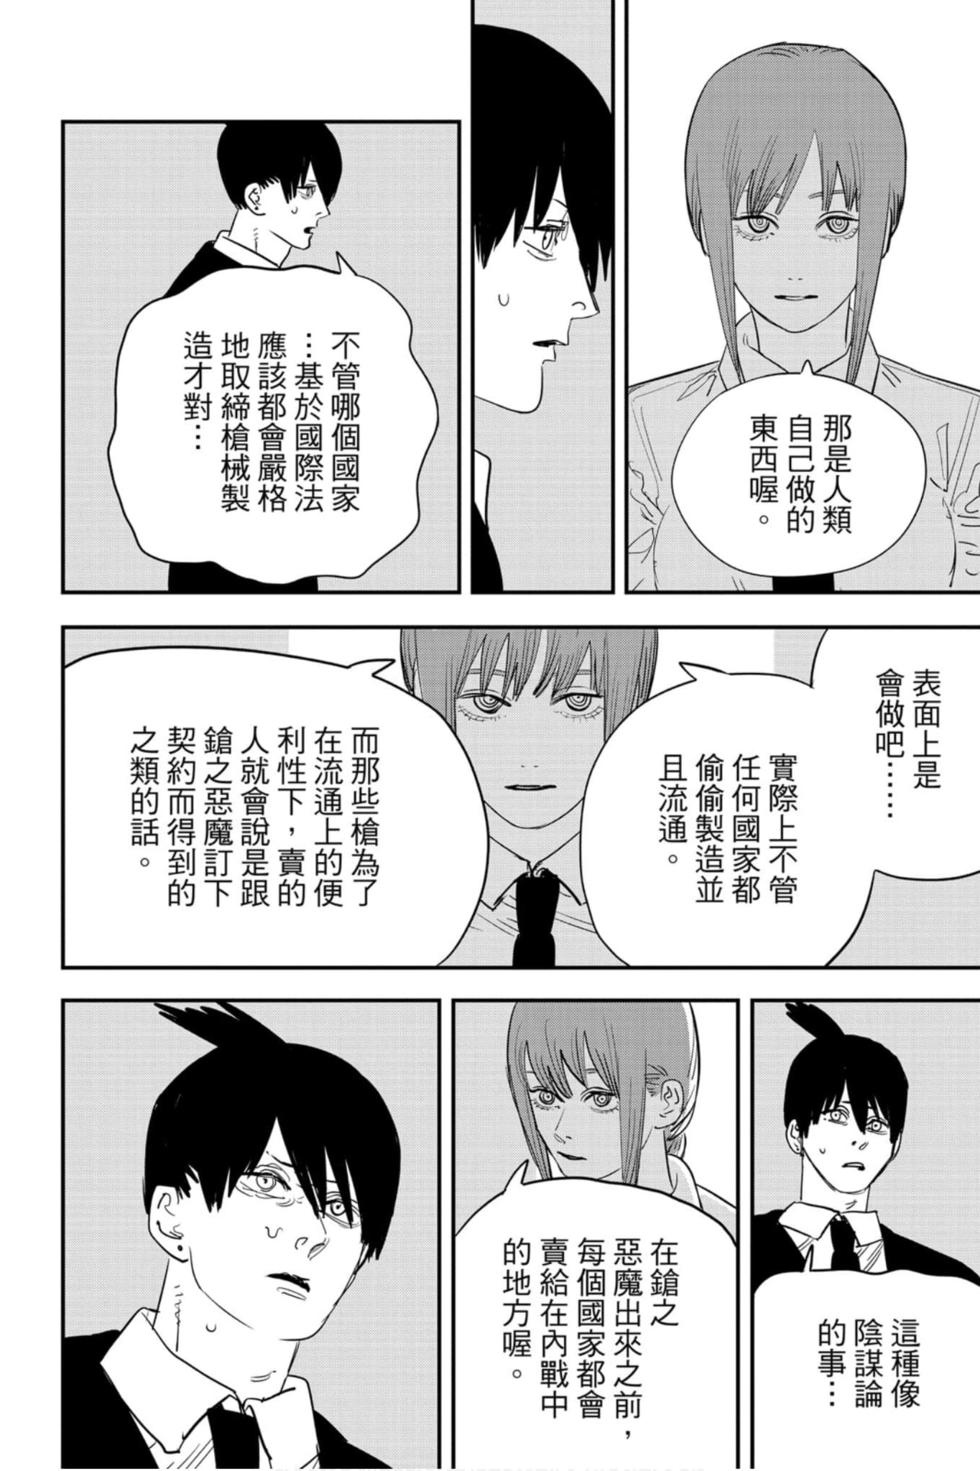 那是人類
自己做的
東西喔。
不管哪個國家
…基於國際法
應該都會嚴格
地取締槍械製
造才對…
表面上是
會做吧……
實際上不管
任何國家都
偷偷製造並
且流通。
而那些槍為了
在流通上的便
利性下，賣的
人就會說是跟
鎗之惡魔訂下
契約而得到的
之類的話。
這種像
陰謀論
的事…
在鎗之
惡魔出來之前，
每個國家都會
賣給在內戰中
的地方喔。